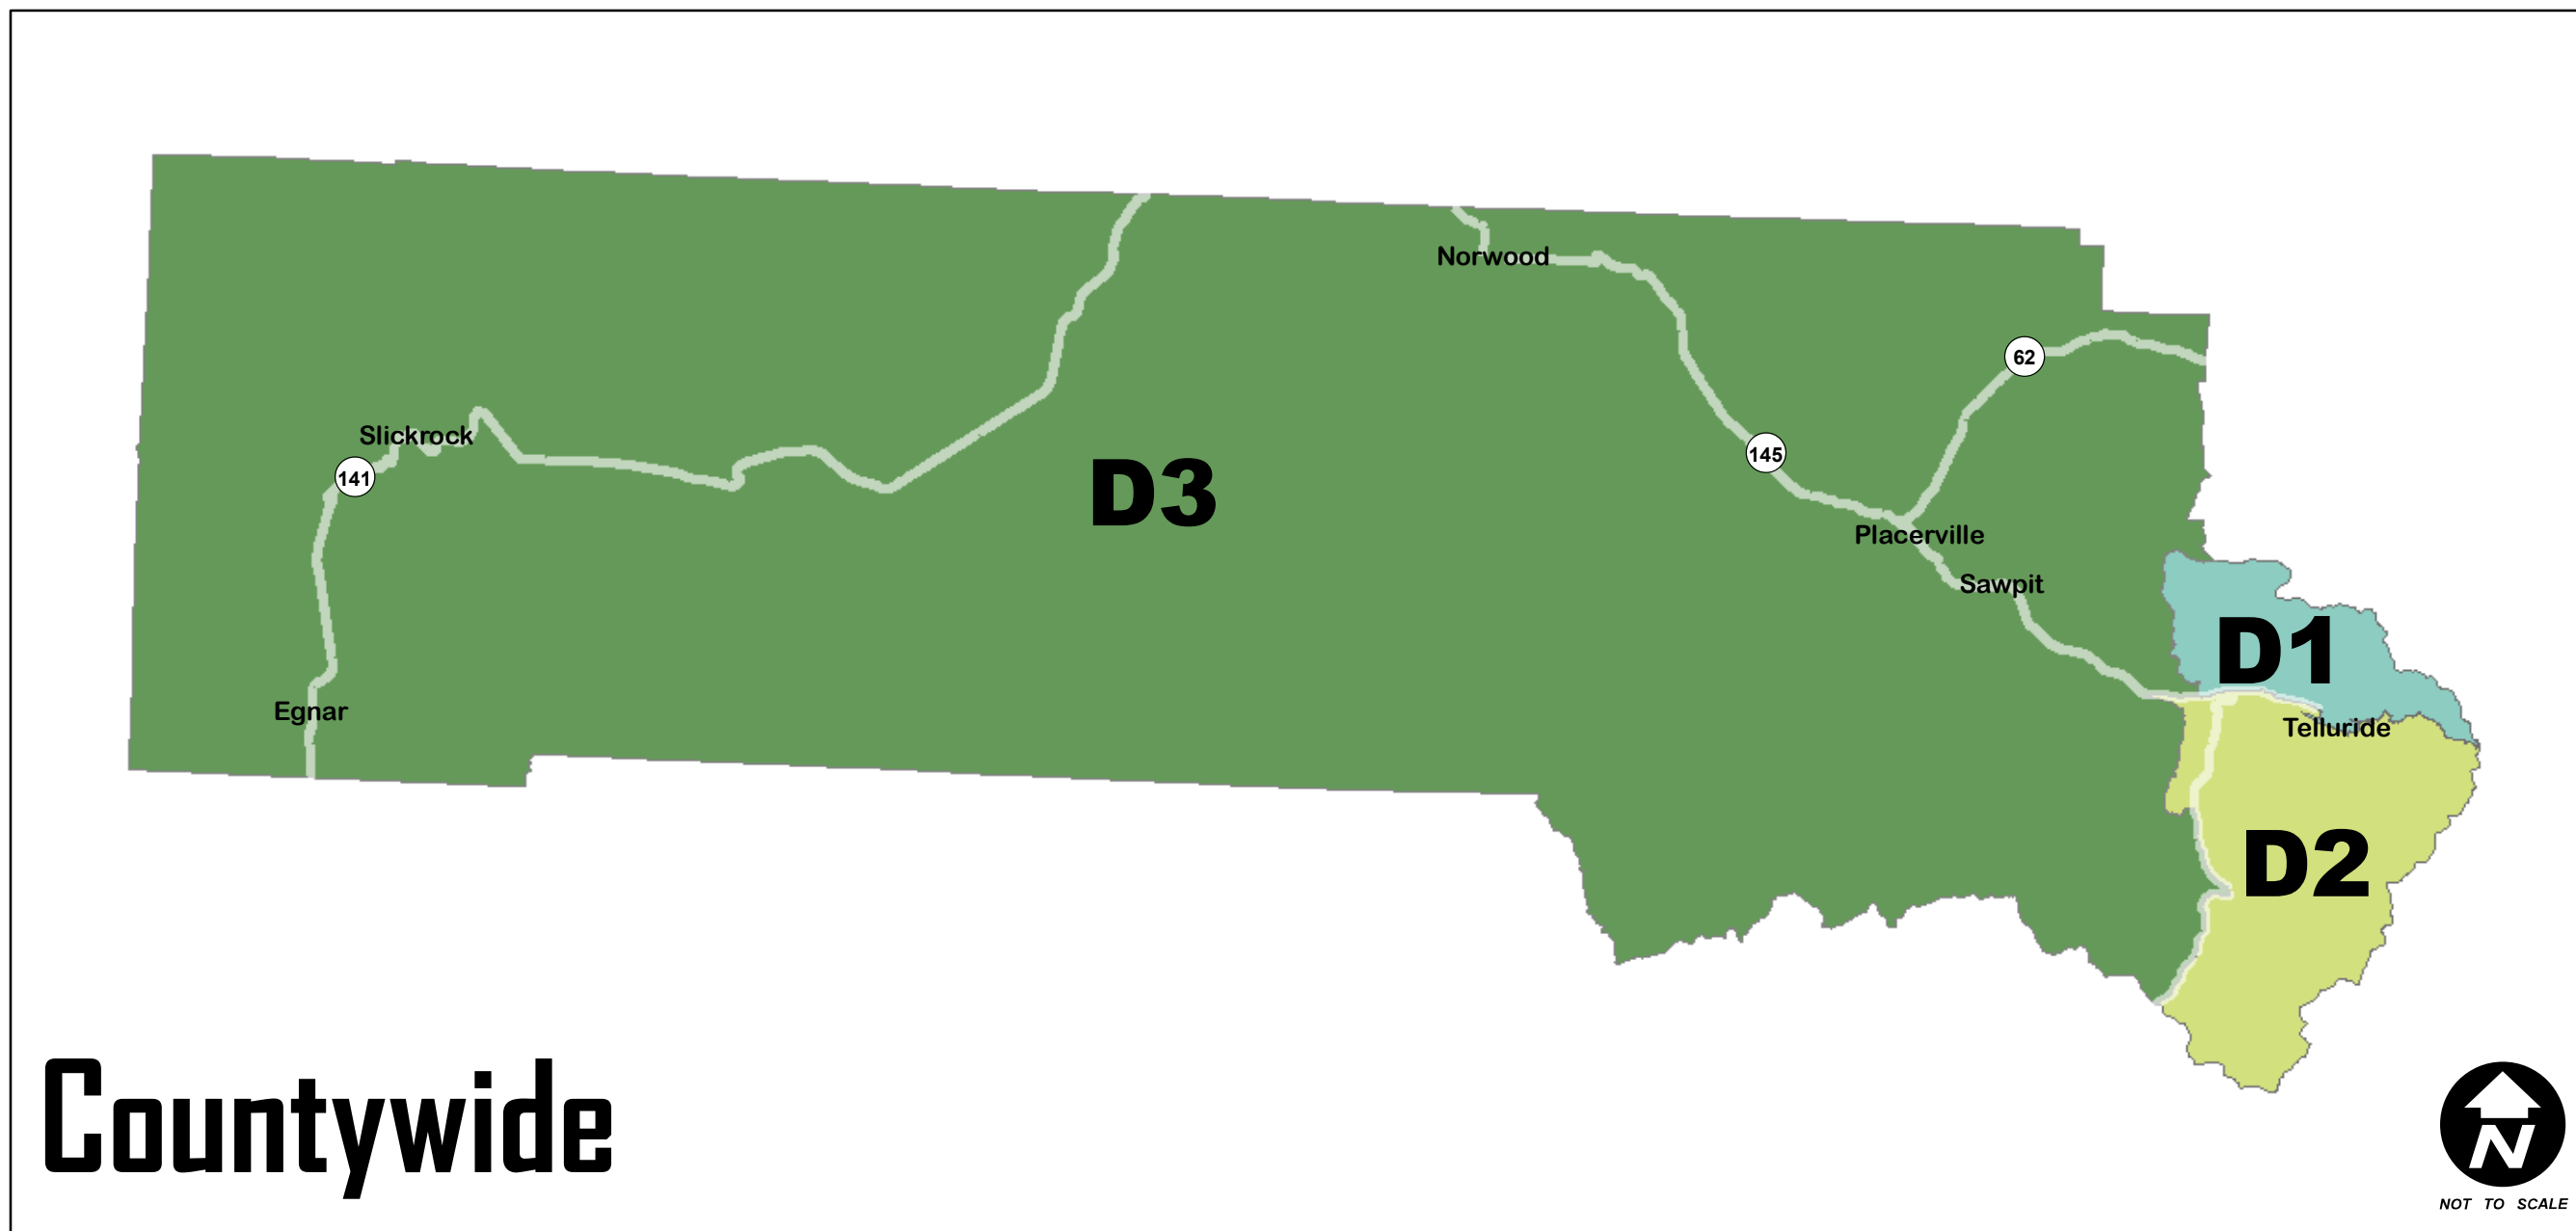 Norwood
62
Slickrock
145
141
D3
Placerville
Sawpit
D1
Egnar
Telluride
D2
Countywide
N
NOT TO SCALE